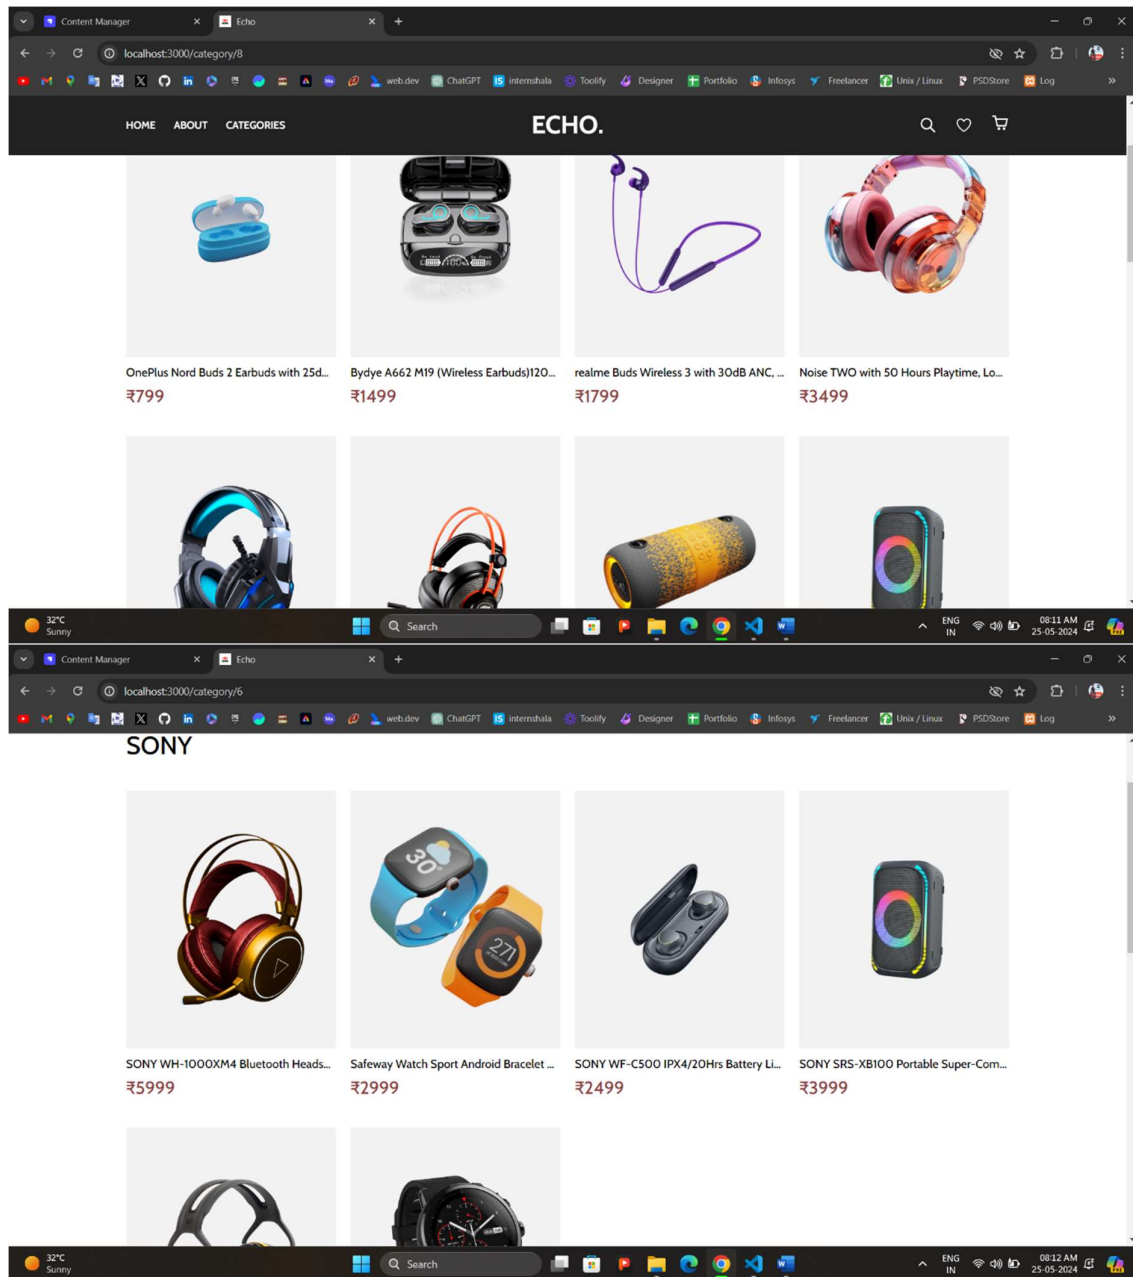 Content Manager × Echo × +
localhost:3000/category/8
web.dev ChatGPT internshala Toolify Designer Portfolio Infosys Freelancer Unix / Linux PSDStore Log »
HOME ABOUT CATEGORIES ECHO.
OnePlus Nord Buds 2 Earbuds with 25d... Bydye A662 M19 (Wireless Earbuds)120... realme Buds Wireless 3 with 30dB ANC, ... Noise TWO with 50 Hours Playtime, Lo...
₹799 ₹1499 ₹1799 ₹3499
32°C
Sunny
Search
ENG
IN
08:11 AM
25-05-2024
Content Manager × Echo × +
localhost:3000/category/6
web.dev ChatGPT internshala Toolify Designer Portfolio Infosys Freelancer Unix / Linux PSDStore Log »
SONY
30°
271
SONY WH-1000XM4 Bluetooth Heads... Safeway Watch Sport Android Bracelet ... SONY WF-C500 IPX4/20Hrs Battery Li... SONY SRS-XB100 Portable Super-Com...
₹5999 ₹2999 ₹2499 ₹3999
32°C
Sunny
Search
ENG
IN
08:12 AM
25-05-2024